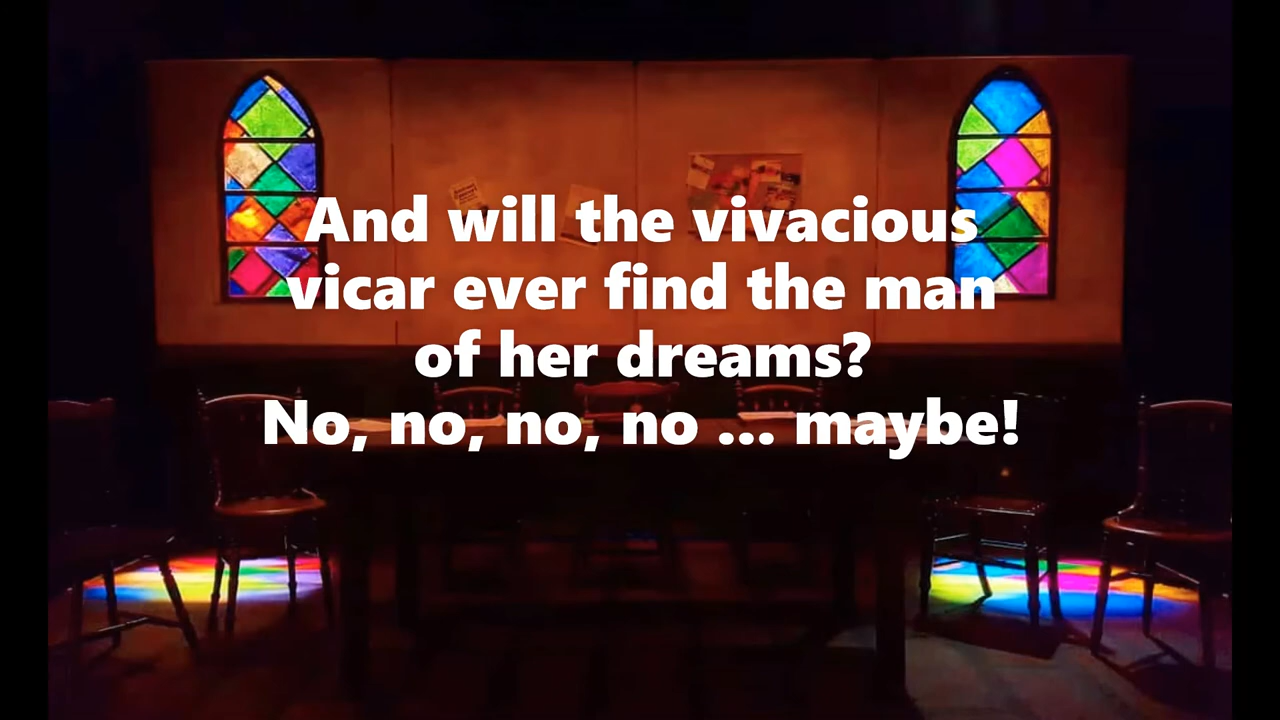 And will the vivacious
vicar ever find the man
of her dreams?
No, no, no, no ... maybe!